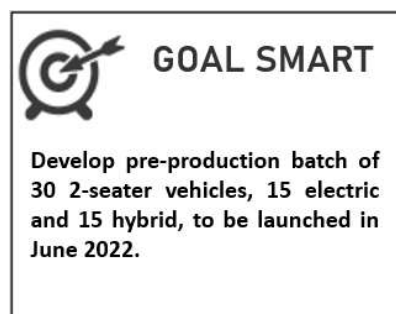 GOAL SMART
Develop pre-production batch of
30 2-seater vehicles, 15 electric
and 15 hybrid, to be launched in
June 2022.